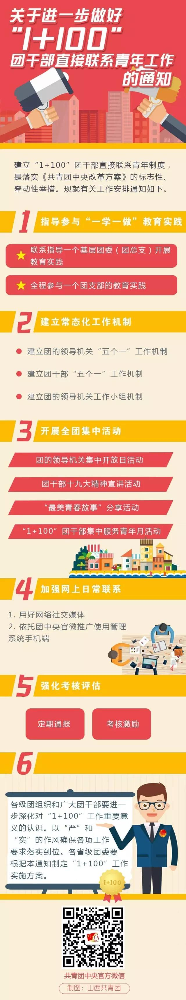 关于进一步做好
“1+100“
团干部直接联系青年工作
的通知
建立“1+100”团干部直接联系青年制度，
是落实《共青团中央改革方案》的标志性、
牵动性举措。现就有关工作安排通知如下。
1 指导参与“一学一做”教育实践
联系指导一个基层团委（团总支）开展
教育实践
全程参与一个团支部的教育实践
2 建立常态化工作机制
建立团的领导机关“五个一”工作机制
建立团干部“五个一”工作机制
建立团的领导机关工作小组机制
3 开展全团集中活动
团的领导机关集中开放日活动
团干部十九大精神宣讲活动
“最美青春故事”分享活动
“1+100”团干部集中服务青年月活动
4 加强网上日常联系
1. 用好网络社交媒体
2. 依托团中央官微推广使用管理
系统手机端
5 强化考核评估
定期通报 考核激励
6
各级团组织和广大团干部要进一
步深化对“1+100”工作重要意
义的认识。以“严”和
“实”的作风确保各项工作
要求落实到位。各省级团委要
根据本通知制定“1+100”工作
实施方案。
1+100
共青团中央官方微信
制图：山西共青团